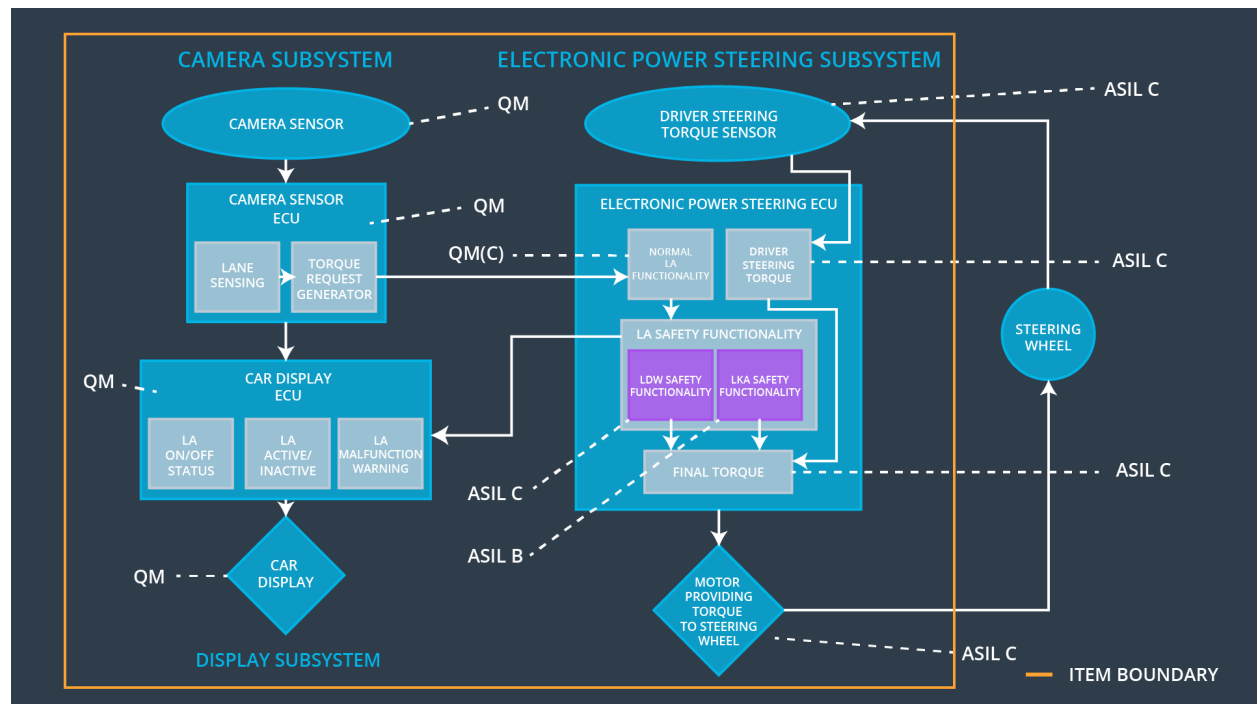 CAMERA SUBSYSTEM
ELECTRONIC POWER STEERING SUBSYSTEM
CAMERA SENSOR
QM
DRIVER STEERING
TORQUE SENSOR
ASIL C
CAMERA SENSOR
ECU
QM
LANE
SENSING
TORQUE
REQUEST
GENERATOR
QM(C)
ELECTRONIC POWER STEERING ECU
NORMAL
LA
FUNCTIONALITY
DRIVER
STEERING
TORQUE
ASIL C
LA SAFETY FUNCTIONALITY
LDW SAFETY
FUNCTIONALITY
LKA SAFETY
FUNCTIONALITY
STEERING
WHEEL
QM
CAR DISPLAY
ECU
LA
ON/OFF
STATUS
LA
ACTIVE/
INACTIVE
LA
MALFUNCTION
WARNING
FINAL TORQUE
ASIL C
ASIL C
ASIL B
QM
CAR
DISPLAY
MOTOR
PROVIDING
TORQUE
TO STEERING
WHEEL
ASIL C
DISPLAY SUBSYSTEM
ITEM BOUNDARY